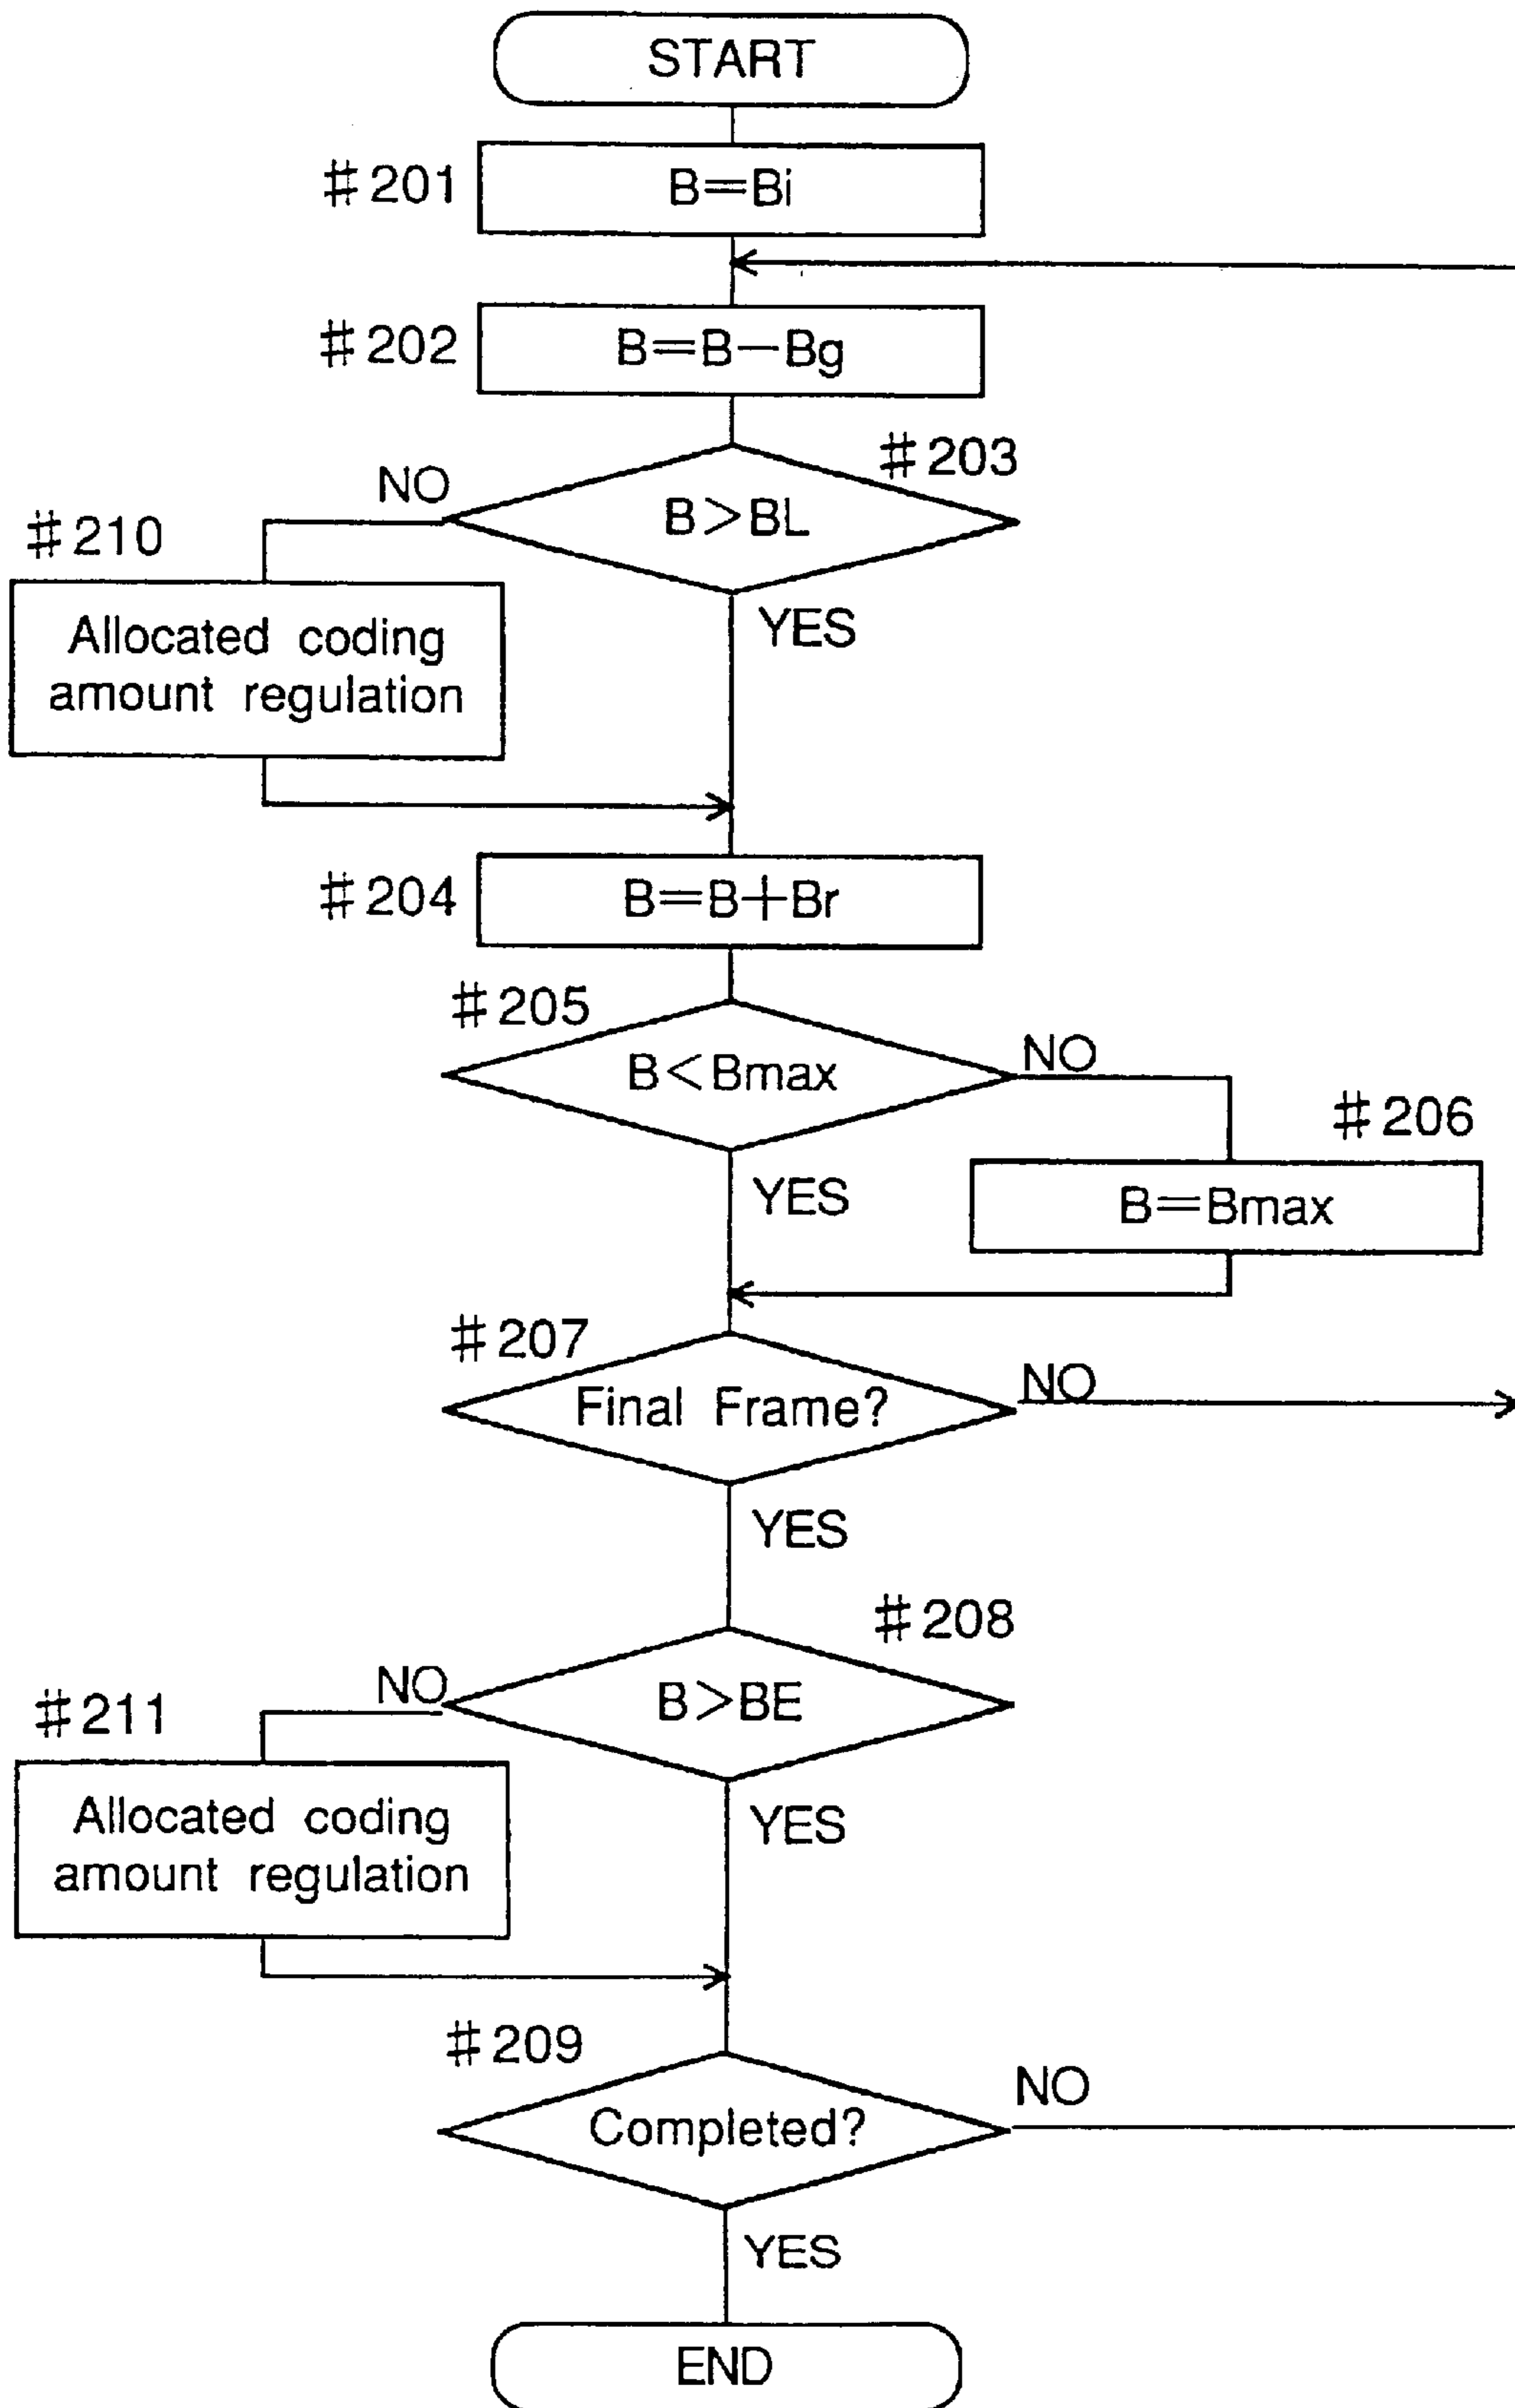 START
#201
B=Bi
#202
B=B-Bg
#203
NO
B>BL
#210
YES
Allocated coding
amount regulation
#204
B=B+Br
#205
B<Bmax
NO
#206
YES
B=Bmax
#207
Final Frame?
NO
YES
#208
NO
B>BE
#211
YES
Allocated coding
amount regulation
#209
NO
Completed?
YES
END